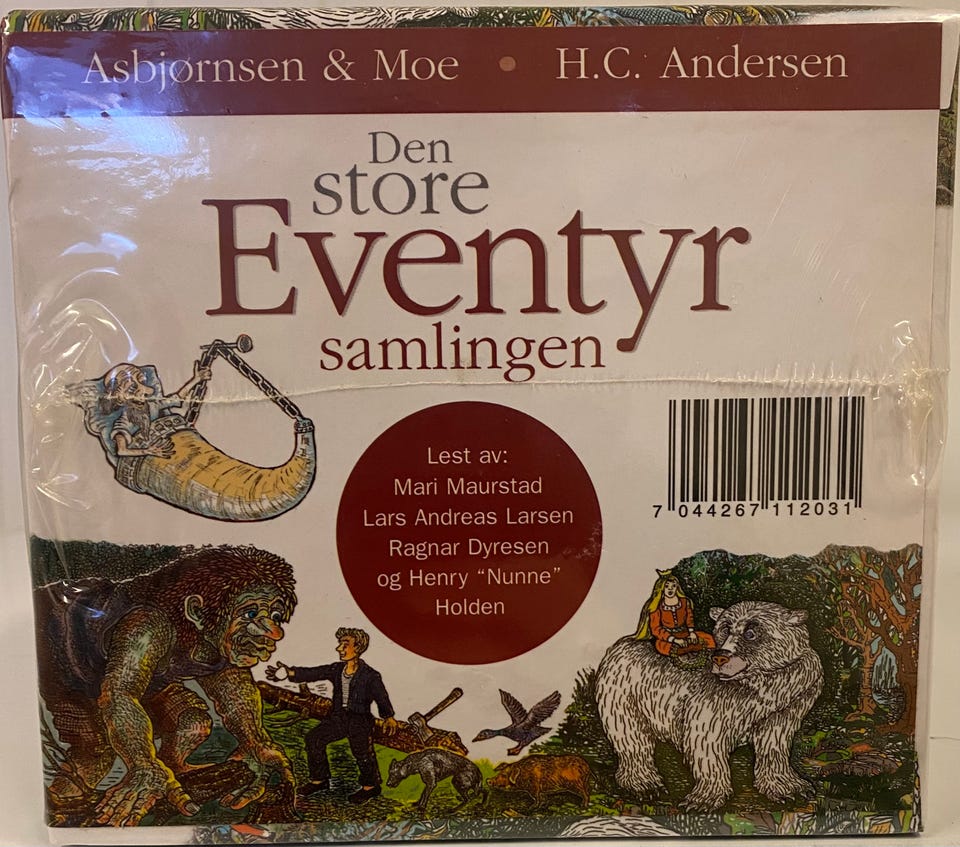 Asbjørnsen & Moe • H.C. Andersen
Den
store
Eventyr
samlingen
Lest av:
Mari Maurstad
Lars Andreas Larsen
Ragnar Dyresen
og Henry “Nunne”
Holden
7 044267 112031